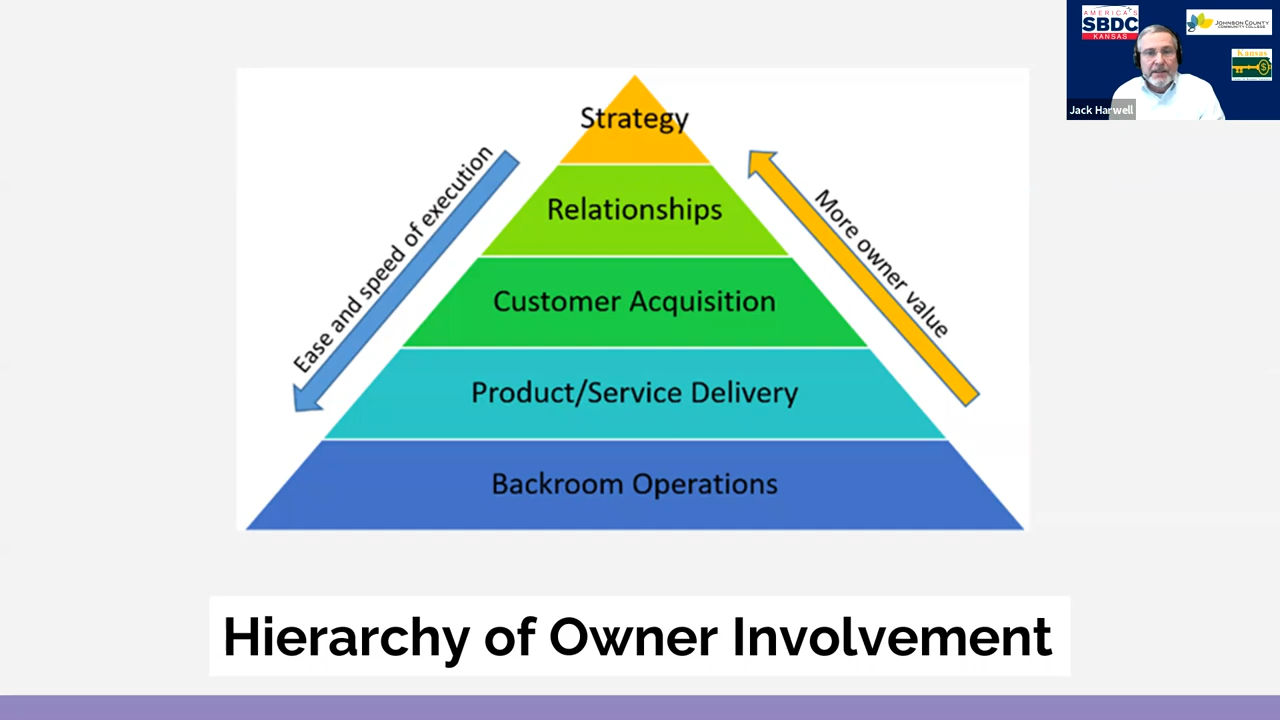 AMERICA'S
SBDC
KANSAS
JOHNSON COUNTY
COMMUNITY COLLEGE
Kansas
Jack Harwell
Strategy
Relationships
Customer Acquisition
Product/Service Delivery
Backroom Operations
Ease and speed of execution
More owner value
Hierarchy of Owner Involvement